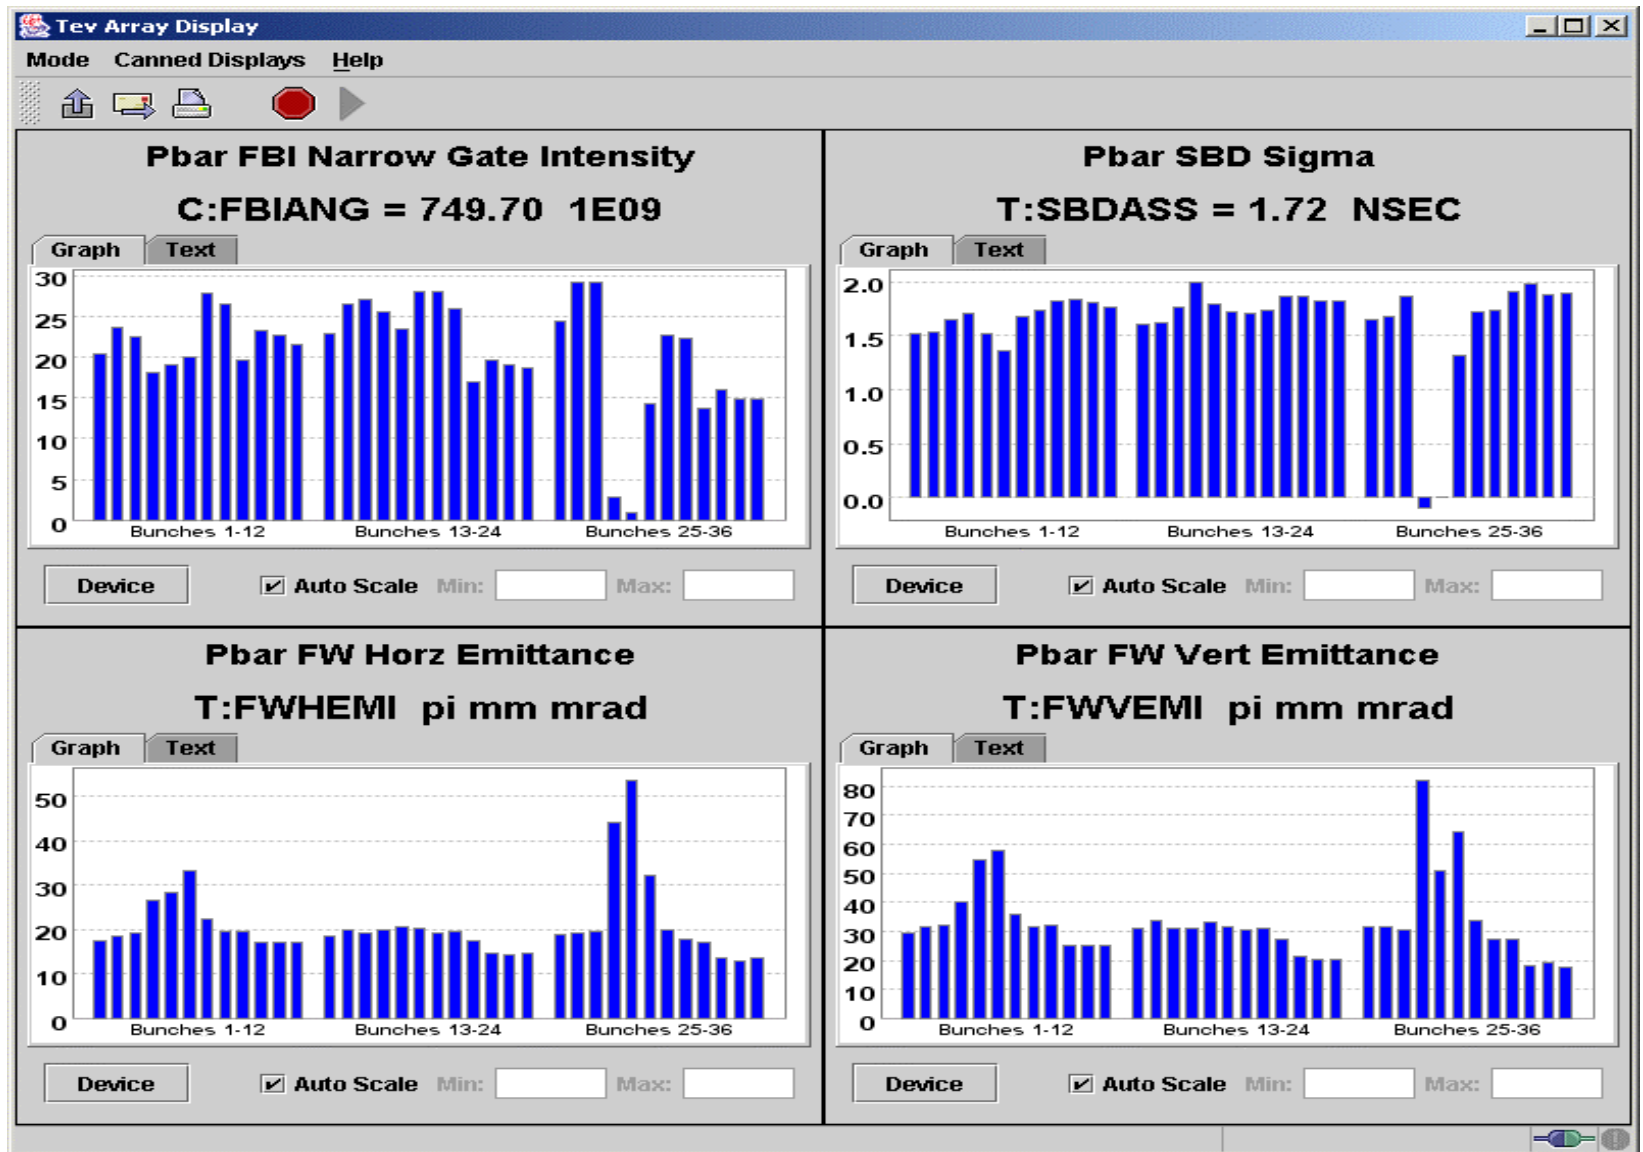 Tev Array Display
Mode Canned Displays Help
Pbar FBI Narrow Gate Intensity
C:FBIANG = 749.70 1E09
Graph Text
30
25
20
15
10
5
0
Bunches 1-12 Bunches 13-24 Bunches 25-36
Device Auto Scale Min: Max:
Pbar SBD Sigma
T:SBDASS = 1.72 NSEC
Graph Text
2.0
1.5
1.0
0.5
0.0
Bunches 1-12 Bunches 13-24 Bunches 25-36
Device Auto Scale Min: Max:
Pbar FW Horz Emittance
T:FWHEMI pi mm mrad
Graph Text
50
40
30
20
10
0
Bunches 1-12 Bunches 13-24 Bunches 25-36
Device Auto Scale Min: Max:
Pbar FW Vert Emittance
T:FWVEMI pi mm mrad
Graph Text
80
70
60
50
40
30
20
10
0
Bunches 1-12 Bunches 13-24 Bunches 25-36
Device Auto Scale Min: Max: